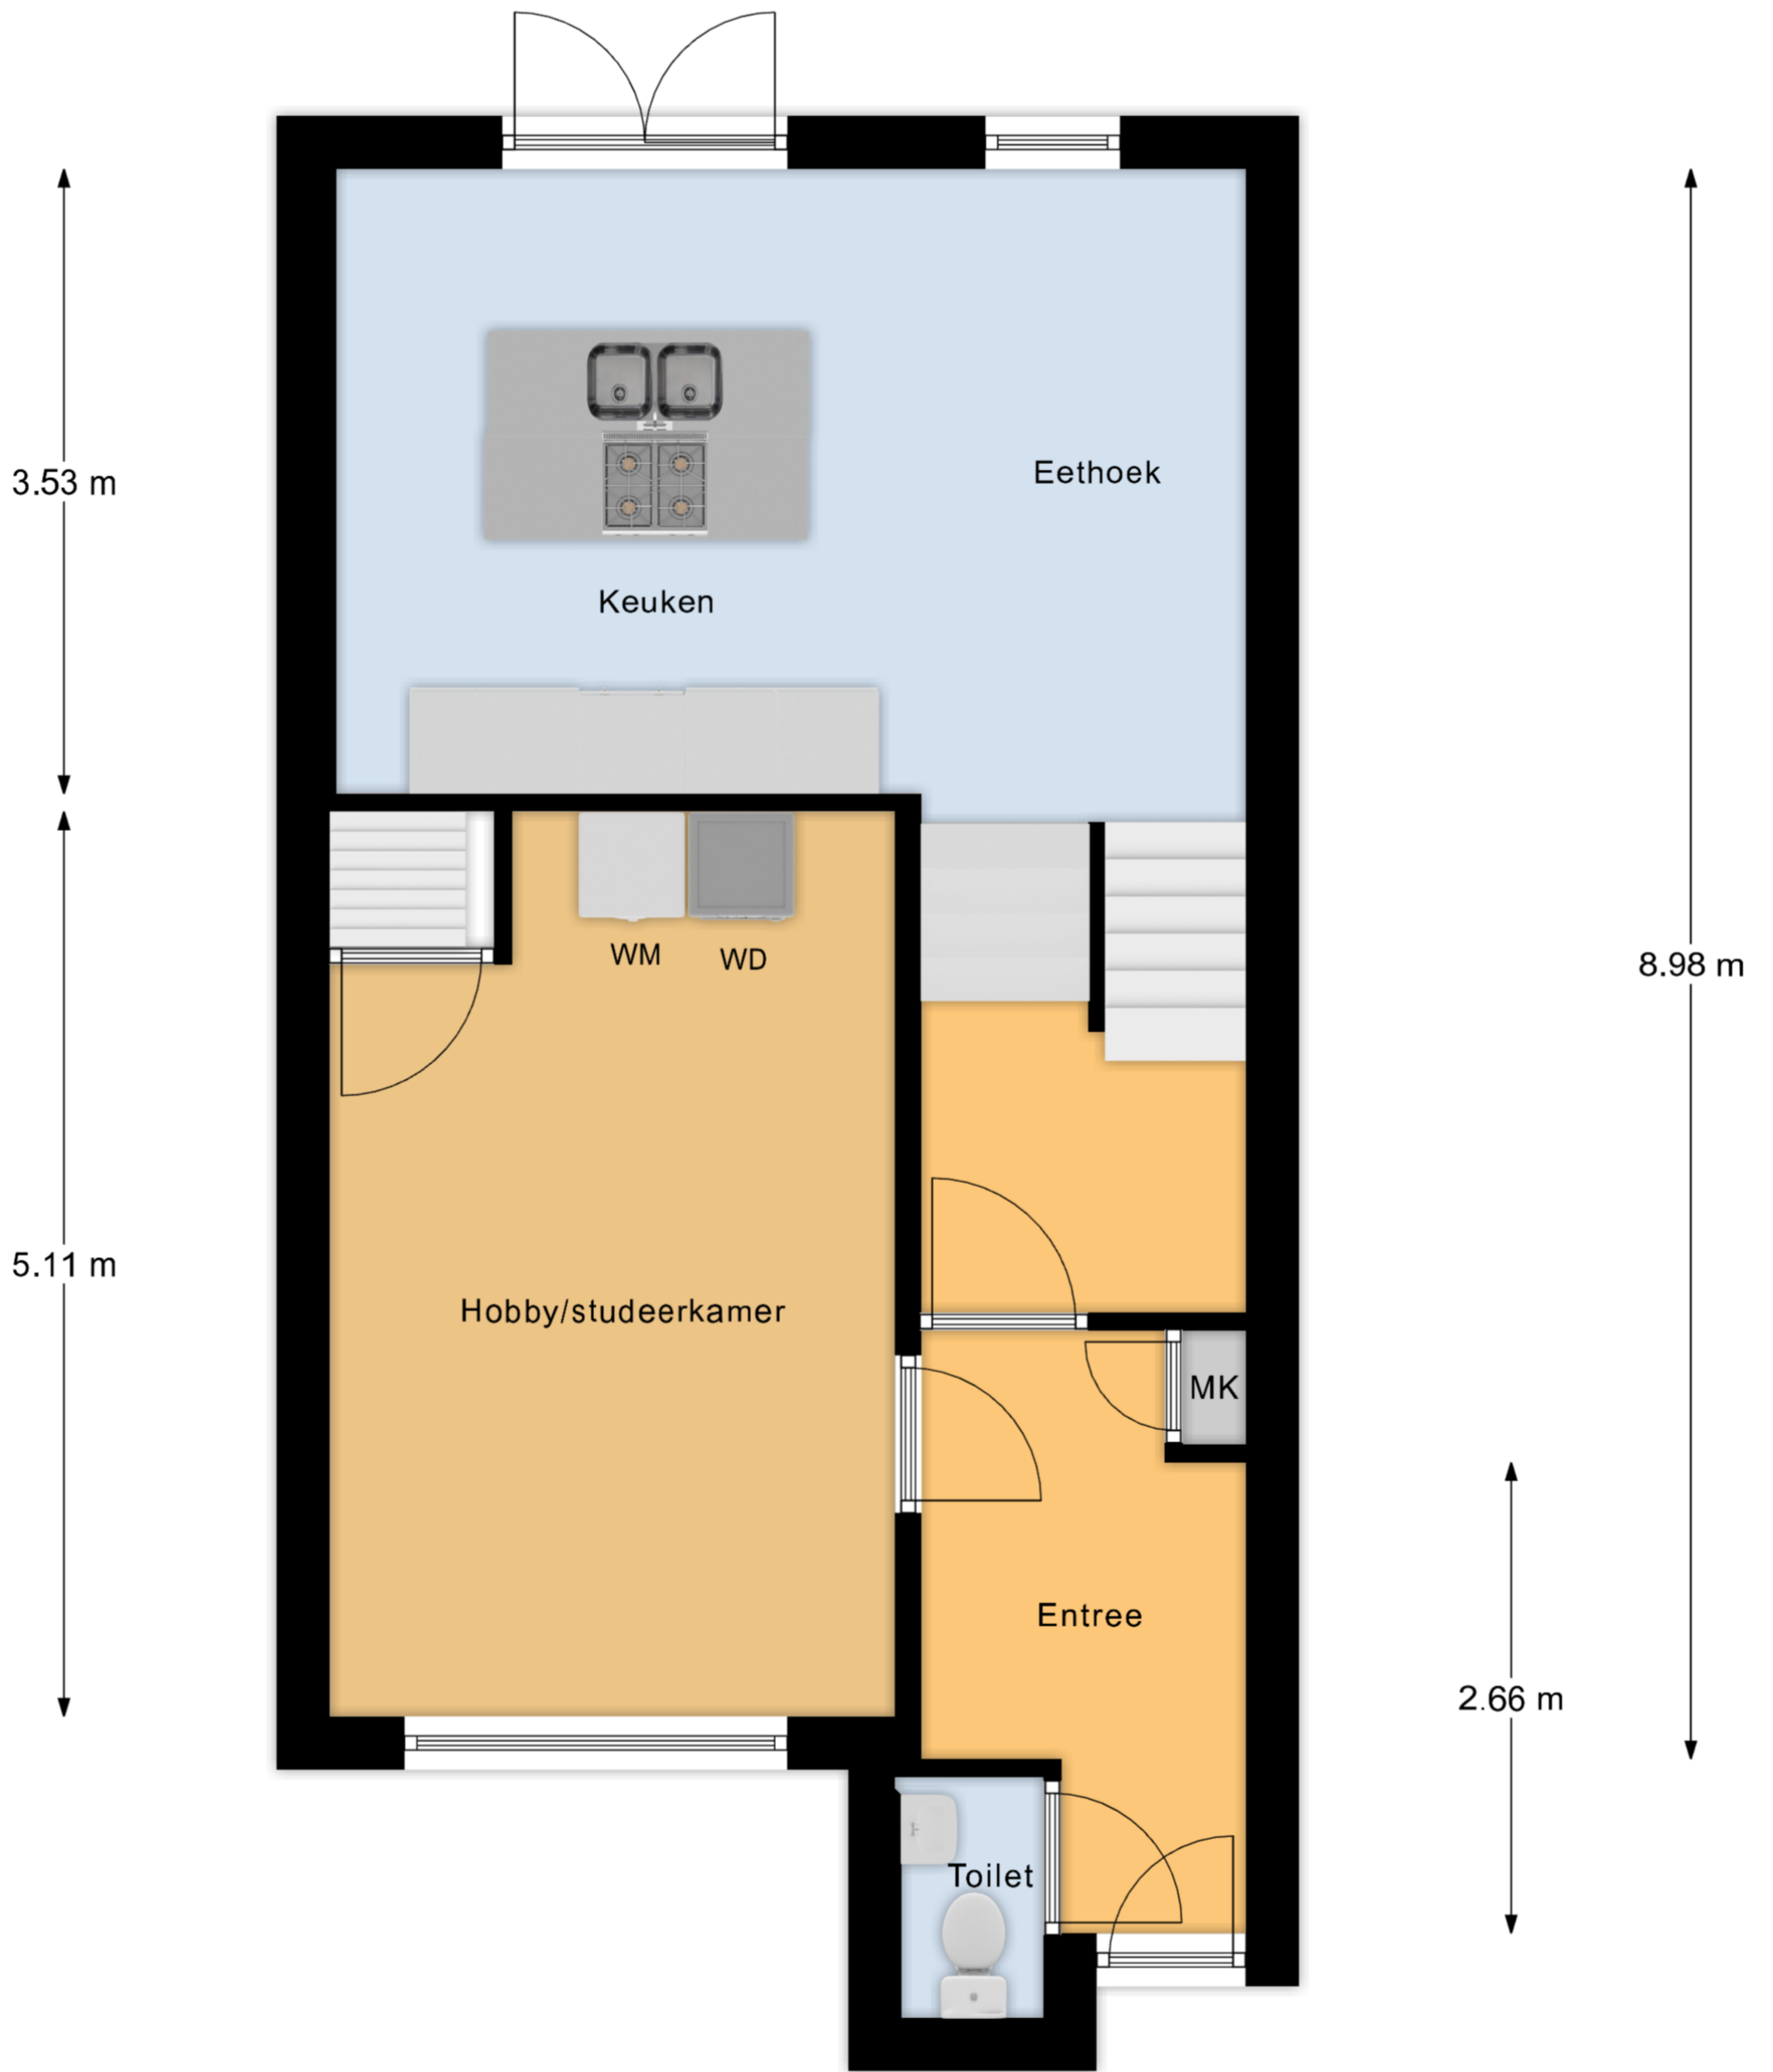 3.53 m
Eethoek
Keuken
WM
WD
8.98 m
5.11 m
Hobby/studeerkamer
MK
Entree
2.66 m
Toilet